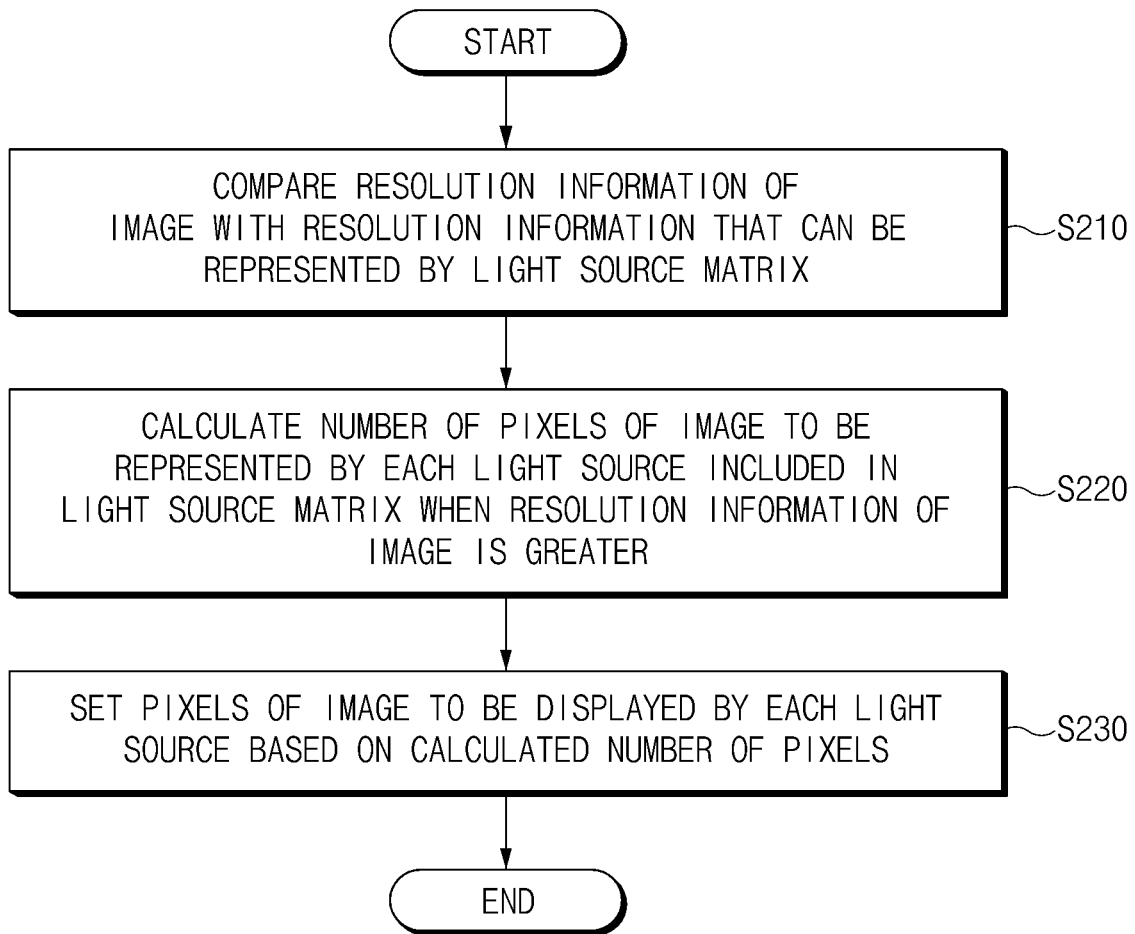 START
COMPARE RESOLUTION INFORMATION OF
IMAGE WITH RESOLUTION INFORMATION THAT CAN BE
REPRESENTED BY LIGHT SOURCE MATRIX
S210
CALCULATE NUMBER OF PIXELS OF IMAGE TO BE
REPRESENTED BY EACH LIGHT SOURCE INCLUDED IN
LIGHT SOURCE MATRIX WHEN RESOLUTION INFORMATION OF
IMAGE IS GREATER
S220
SET PIXELS OF IMAGE TO BE DISPLAYED BY EACH LIGHT
SOURCE BASED ON CALCULATED NUMBER OF PIXELS
S230
END